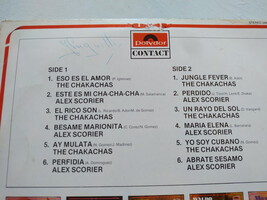 polydor
CONTACT
SIDE 1
1. ESO ES EL AMOR
THE CHAKACHAS
2. ESTE ES MI CHA-CHA-CHA
ALEX SCORIER
3. EL RICO SON
THE CHAKACHAS
4. BESAME MARIONITA
ALEX SCORIER
5. AY MULATA
THE CHAKACHAS
6. PERFIDIA
ALEX SCORIER
SIDE 2
1. JUNGLE FEVER
THE CHAKACHAS
2. PERDIDO
ALEX SCORIER
3. UN RAYO DEL SOL
THE CHAKACHAS
4. MARIA ELENA
ALEX SCORIER
5. YO SOY CUBANO
THE CHAKACHAS
6. ABRATE SESAMO
ALEX SCORIER